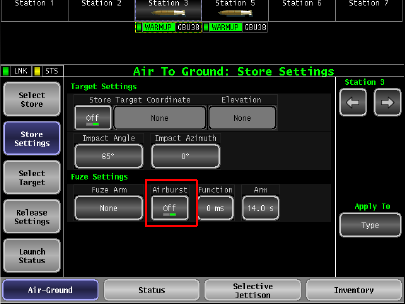 Station 1 Station 2 Station 3 Station 5 Station 6 Station 7
WARMUP GBU38 WARMUP GBU38
LNK STS Air To Ground: Store Settings
Select Store
Store Settings
Select Target
Release Settings
Launch Status
Target Settings
Store Target Coordinate Elevation
Off None None
Impact Angle Impact Azimuth
65° 0°
Fuze Settings
Fuze Arm Airburst Function Arm
None Off 0 ms 14.0 s
Station 3
Apply To
Type
Air-Ground Status Selective Jettison Inventory